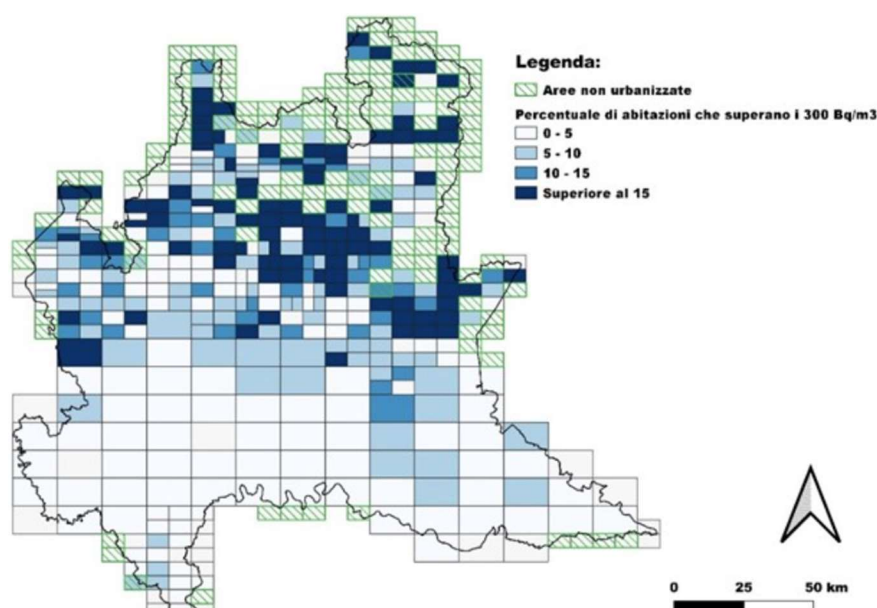 Legenda:
Aree non urbanizzate
Percentuale di abitazioni che superano i 300 Bq/m3
0 - 5
5 - 10
10 - 15
Superiore al 15
0 25 50 km